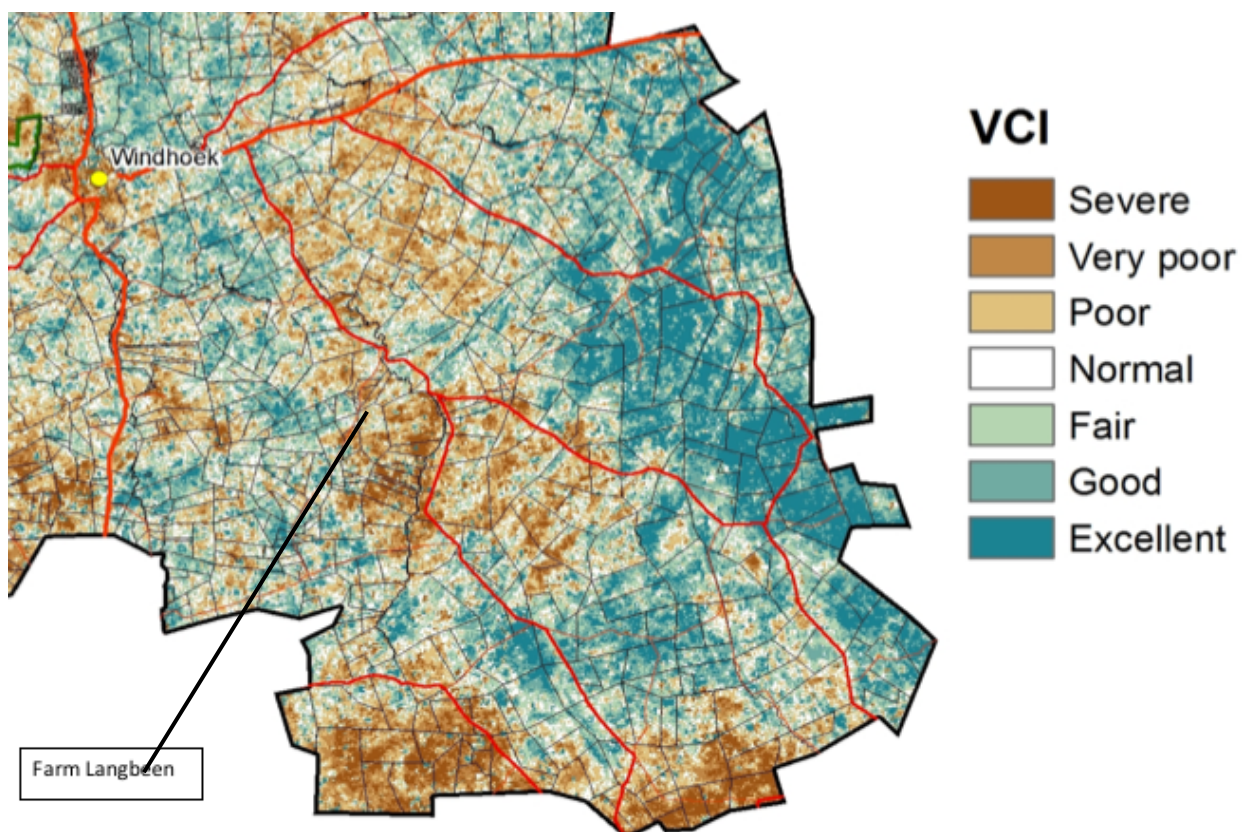 Windhoek
Farm Langbeen
VCI
Severe
Very poor
Poor
Normal
Fair
Good
Excellent